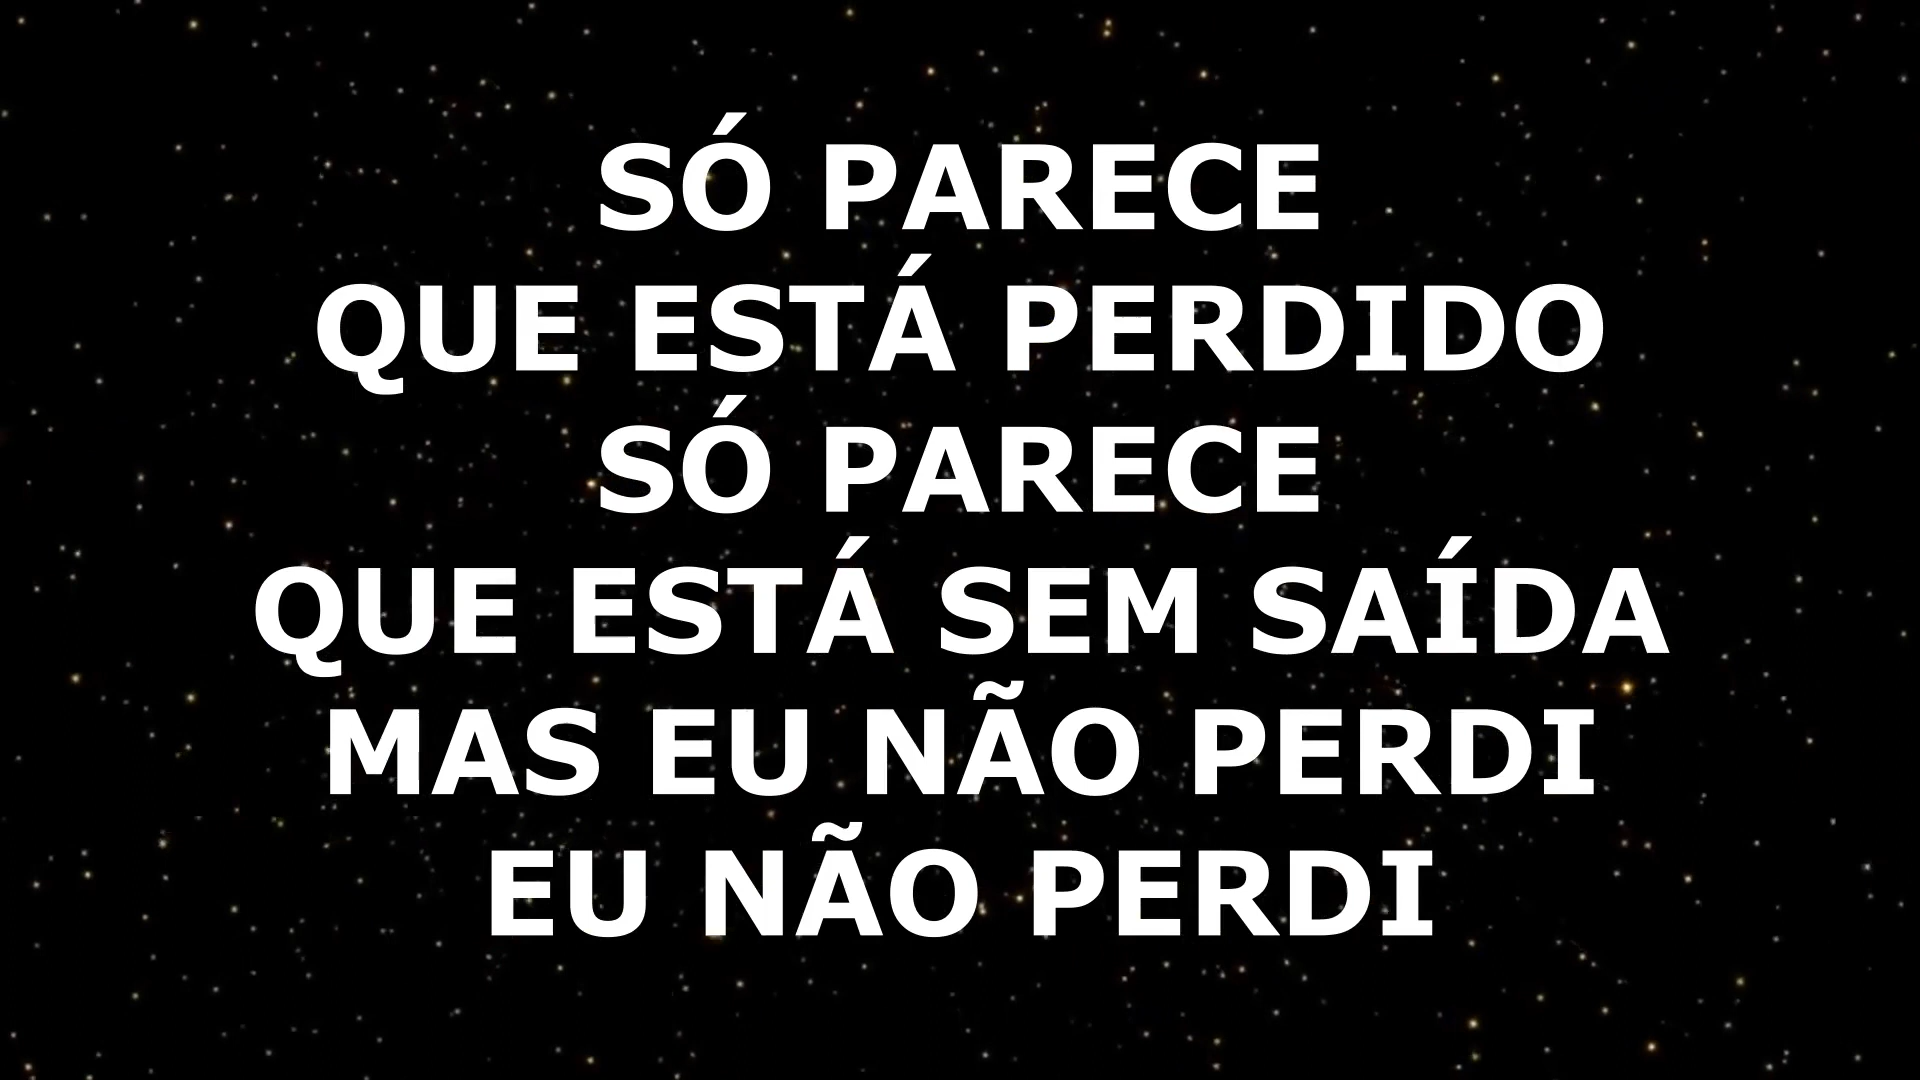 SÓ PARECE
QUE ESTÁ PERDIDO
SÓ PARECE
QUE ESTÁ SEM SAÍDA
MAS EU NÃO PERDI
EU NÃO PERDI